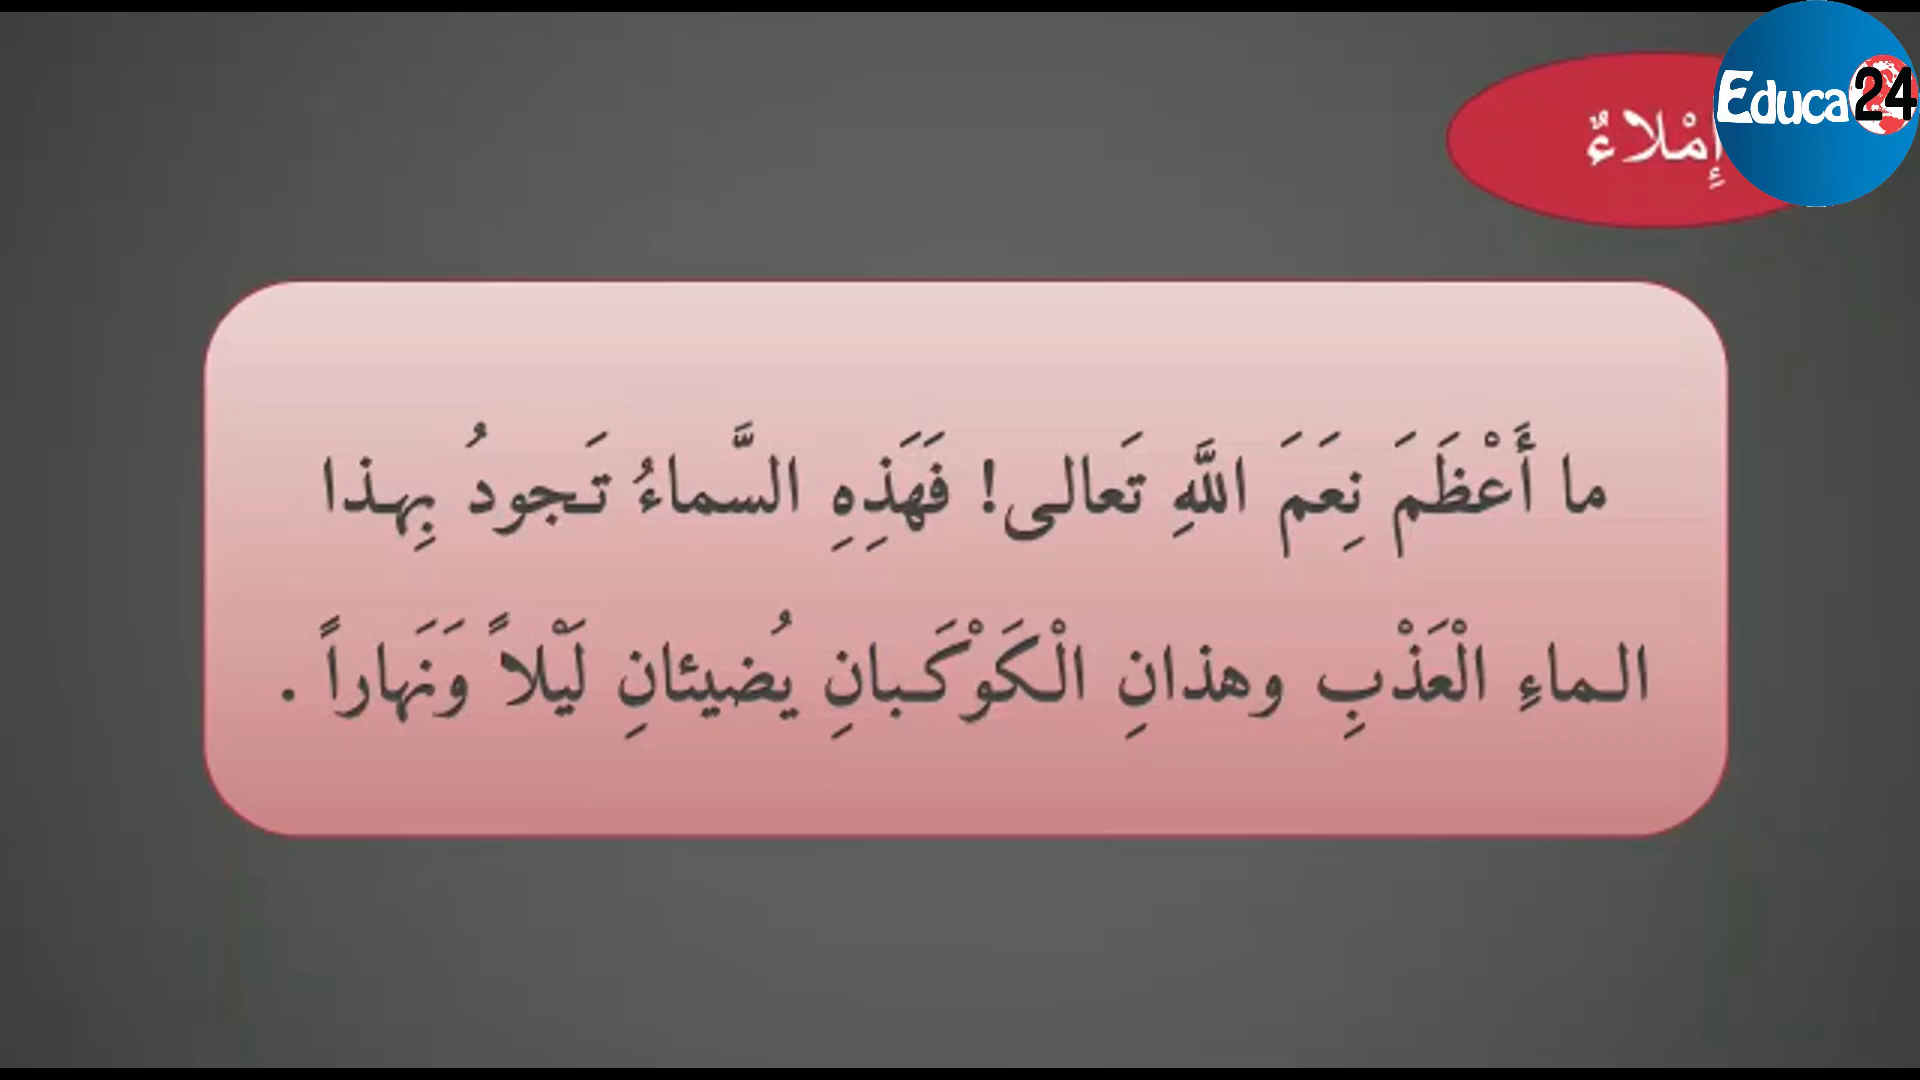 Educa24
إِمْلاءٌ
ما أَعْظَمَ نِعَمَ اللَّهِ تَعالى! فَهَذِهِ السَّماءُ تَجودُ بِهذا
الماءِ الْعَذْبِ وهذانِ الْكَوْكَبانِ يُضيئانِ لَيْلاً وَنَهاراً .